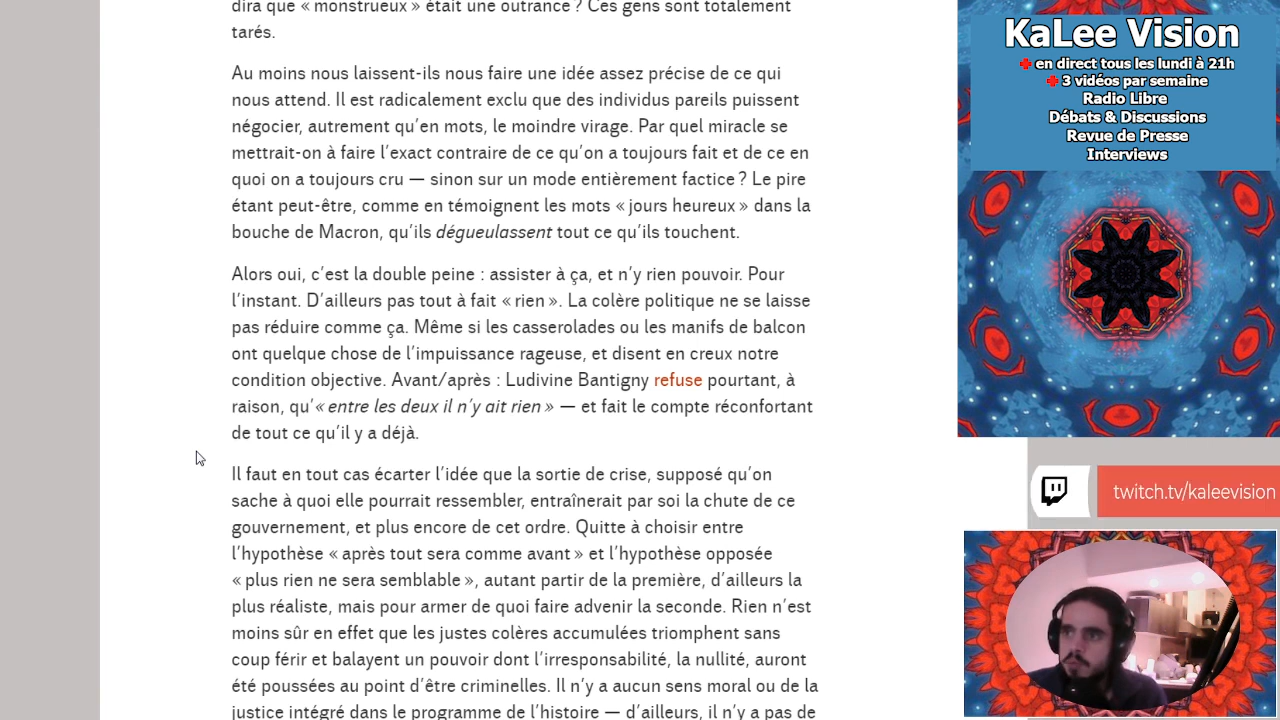 dira que « monstrueux » était une outrance ? Ces gens sont totalement
tarés.
Au moins nous laissent-ils nous faire une idée assez précise de ce qui
nous attend. Il est radicalement exclu que des individus pareils puissent
négocier, autrement qu’en mots, le moindre virage. Par quel miracle se
mettrait-on à faire l’exact contraire de ce qu’on a toujours fait et de ce en
quoi on a toujours cru — sinon sur un mode entièrement factice ? Le pire
étant peut-être, comme en témoignent les mots « jours heureux » dans la
bouche de Macron, qu’ils dégueulassent tout ce qu’ils touchent.
Alors oui, c’est la double peine : assister à ça, et n’y rien pouvoir. Pour
l’instant. D’ailleurs pas tout à fait « rien ». La colère politique ne se laisse
pas réduire comme ça. Même si les casserolades ou les manifs de balcon
ont quelque chose de l’impuissance rageuse, et disent en creux notre
condition objective. Avant/après : Ludivine Bantigny refuse pourtant, à
raison, qu’« entre les deux il n’y ait rien » — et fait le compte réconfortant
de tout ce qu’il y a déjà.
Il faut en tout cas écarter l’idée que la sortie de crise, supposé qu’on
sache à quoi elle pourrait ressembler, entraînerait par soi la chute de ce
gouvernement, et plus encore de cet ordre. Quitte à choisir entre
l’hypothèse « après tout sera comme avant » et l’hypothèse opposée
« plus rien ne sera semblable », autant partir de la première, d’ailleurs la
plus réaliste, mais pour armer de quoi faire advenir la seconde. Rien n’est
moins sûr en effet que les justes colères accumulées triomphent sans
coup férir et balayent un pouvoir dont l’irresponsabilité, la nullité, auront
été poussées au point d’être criminelles. Il n’y a aucun sens moral ou de la
justice intégré dans le programme de l’histoire — d’ailleurs, il n’y a pas de
KaLee Vision
en direct tous les lundi à 21h
3 vidéos par semaine
Radio Libre
Débats & Discussions
Revue de Presse
Interviews
twitch.tv/kaleevision